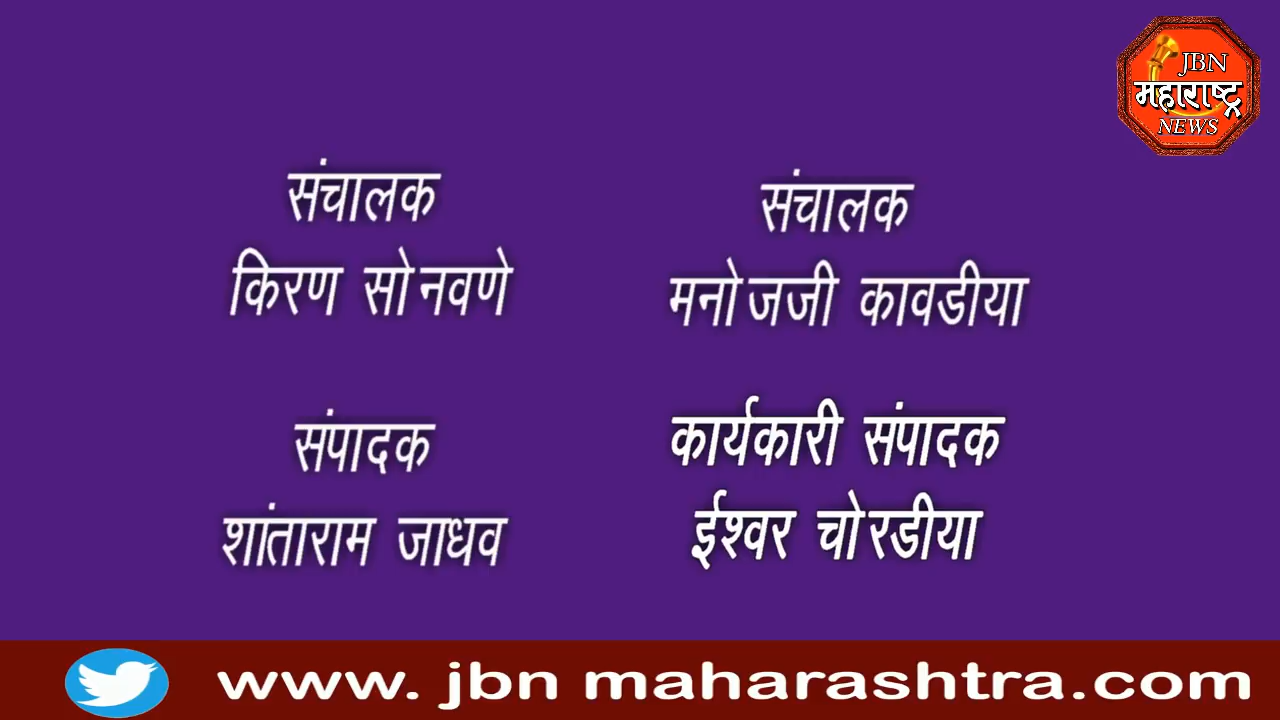 JBN
महाराष्ट्र
NEWS
संचालक
किरण सोनवणे
संचालक
मनोजजी कावडीया
संपादक
शांताराम जाधव
कार्यकारी संपादक
ईश्वर चोरडीया
www. jbn maharashtra.com